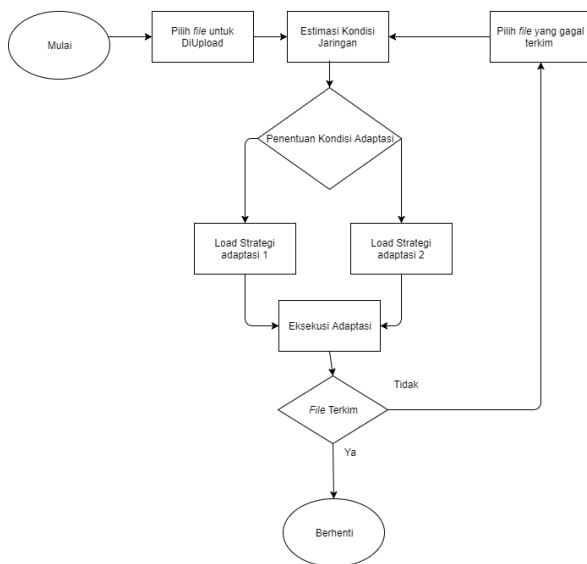 Mulai
Pilih file untuk
DiUpload
Estimasi Kondisi
Jaringan
Pilih file yang gagal
terkim
Penentuan Kondisi Adaptasi
Load Strategi
adaptasi 1
Load Strategi
adaptasi 2
Eksekusi Adaptasi
Tidak
File Terkim
Ya
Berhenti